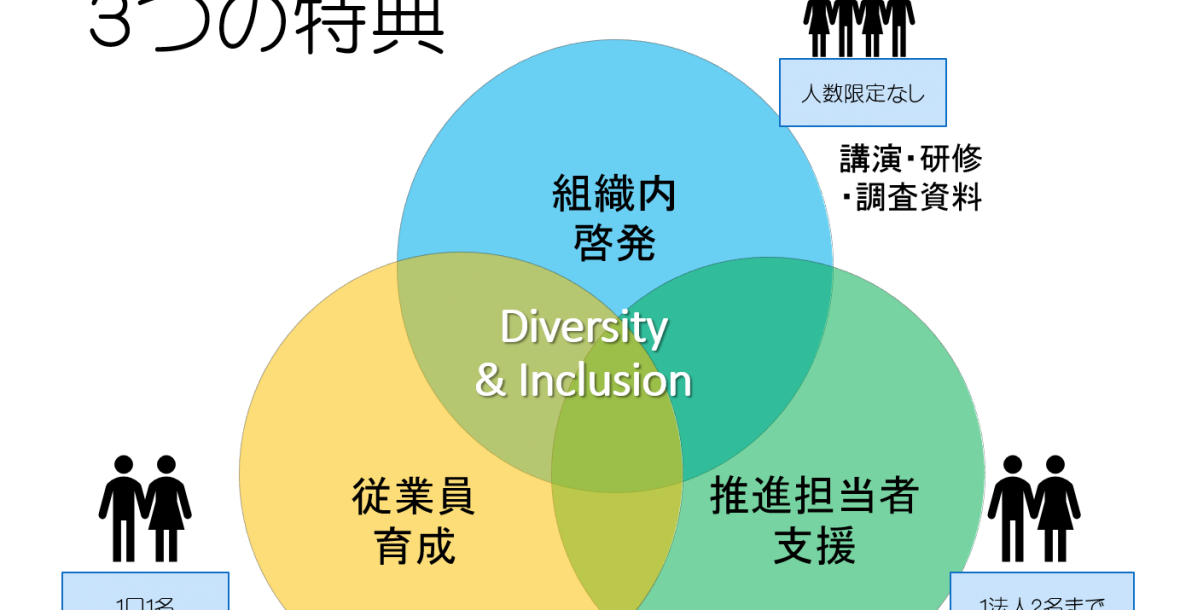 3つの特典
人数限定なし
講演・研修
・調査資料
組織内
啓発
Diversity
& Inclusion
従業員
育成
推進担当者
支援
1口1名
1法人2名まで